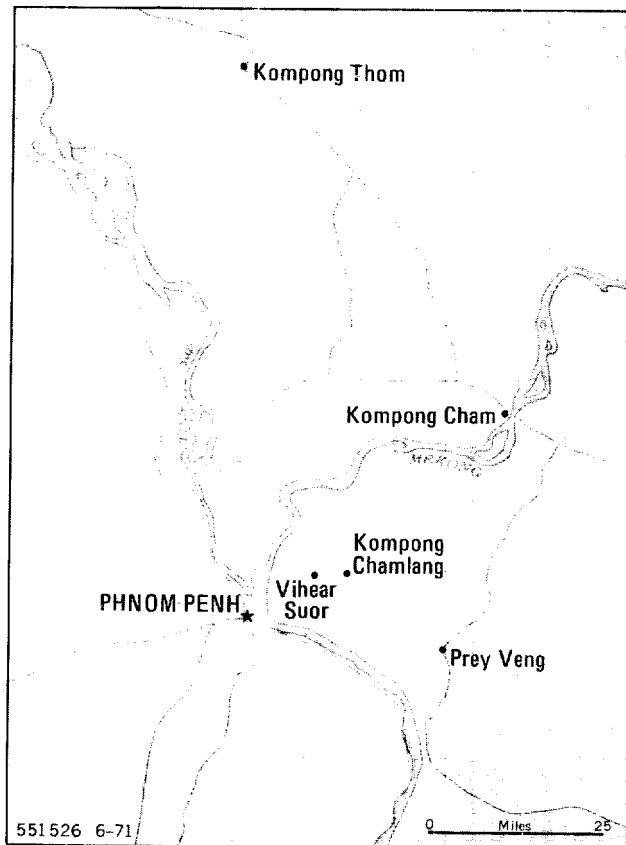 Kompong Thom
Kompong Cham
MEKONG
Kompong
Chamlang
Vihear
Suor
PHNOM PENH
Prey Veng
551526 6-71
0 Miles 25